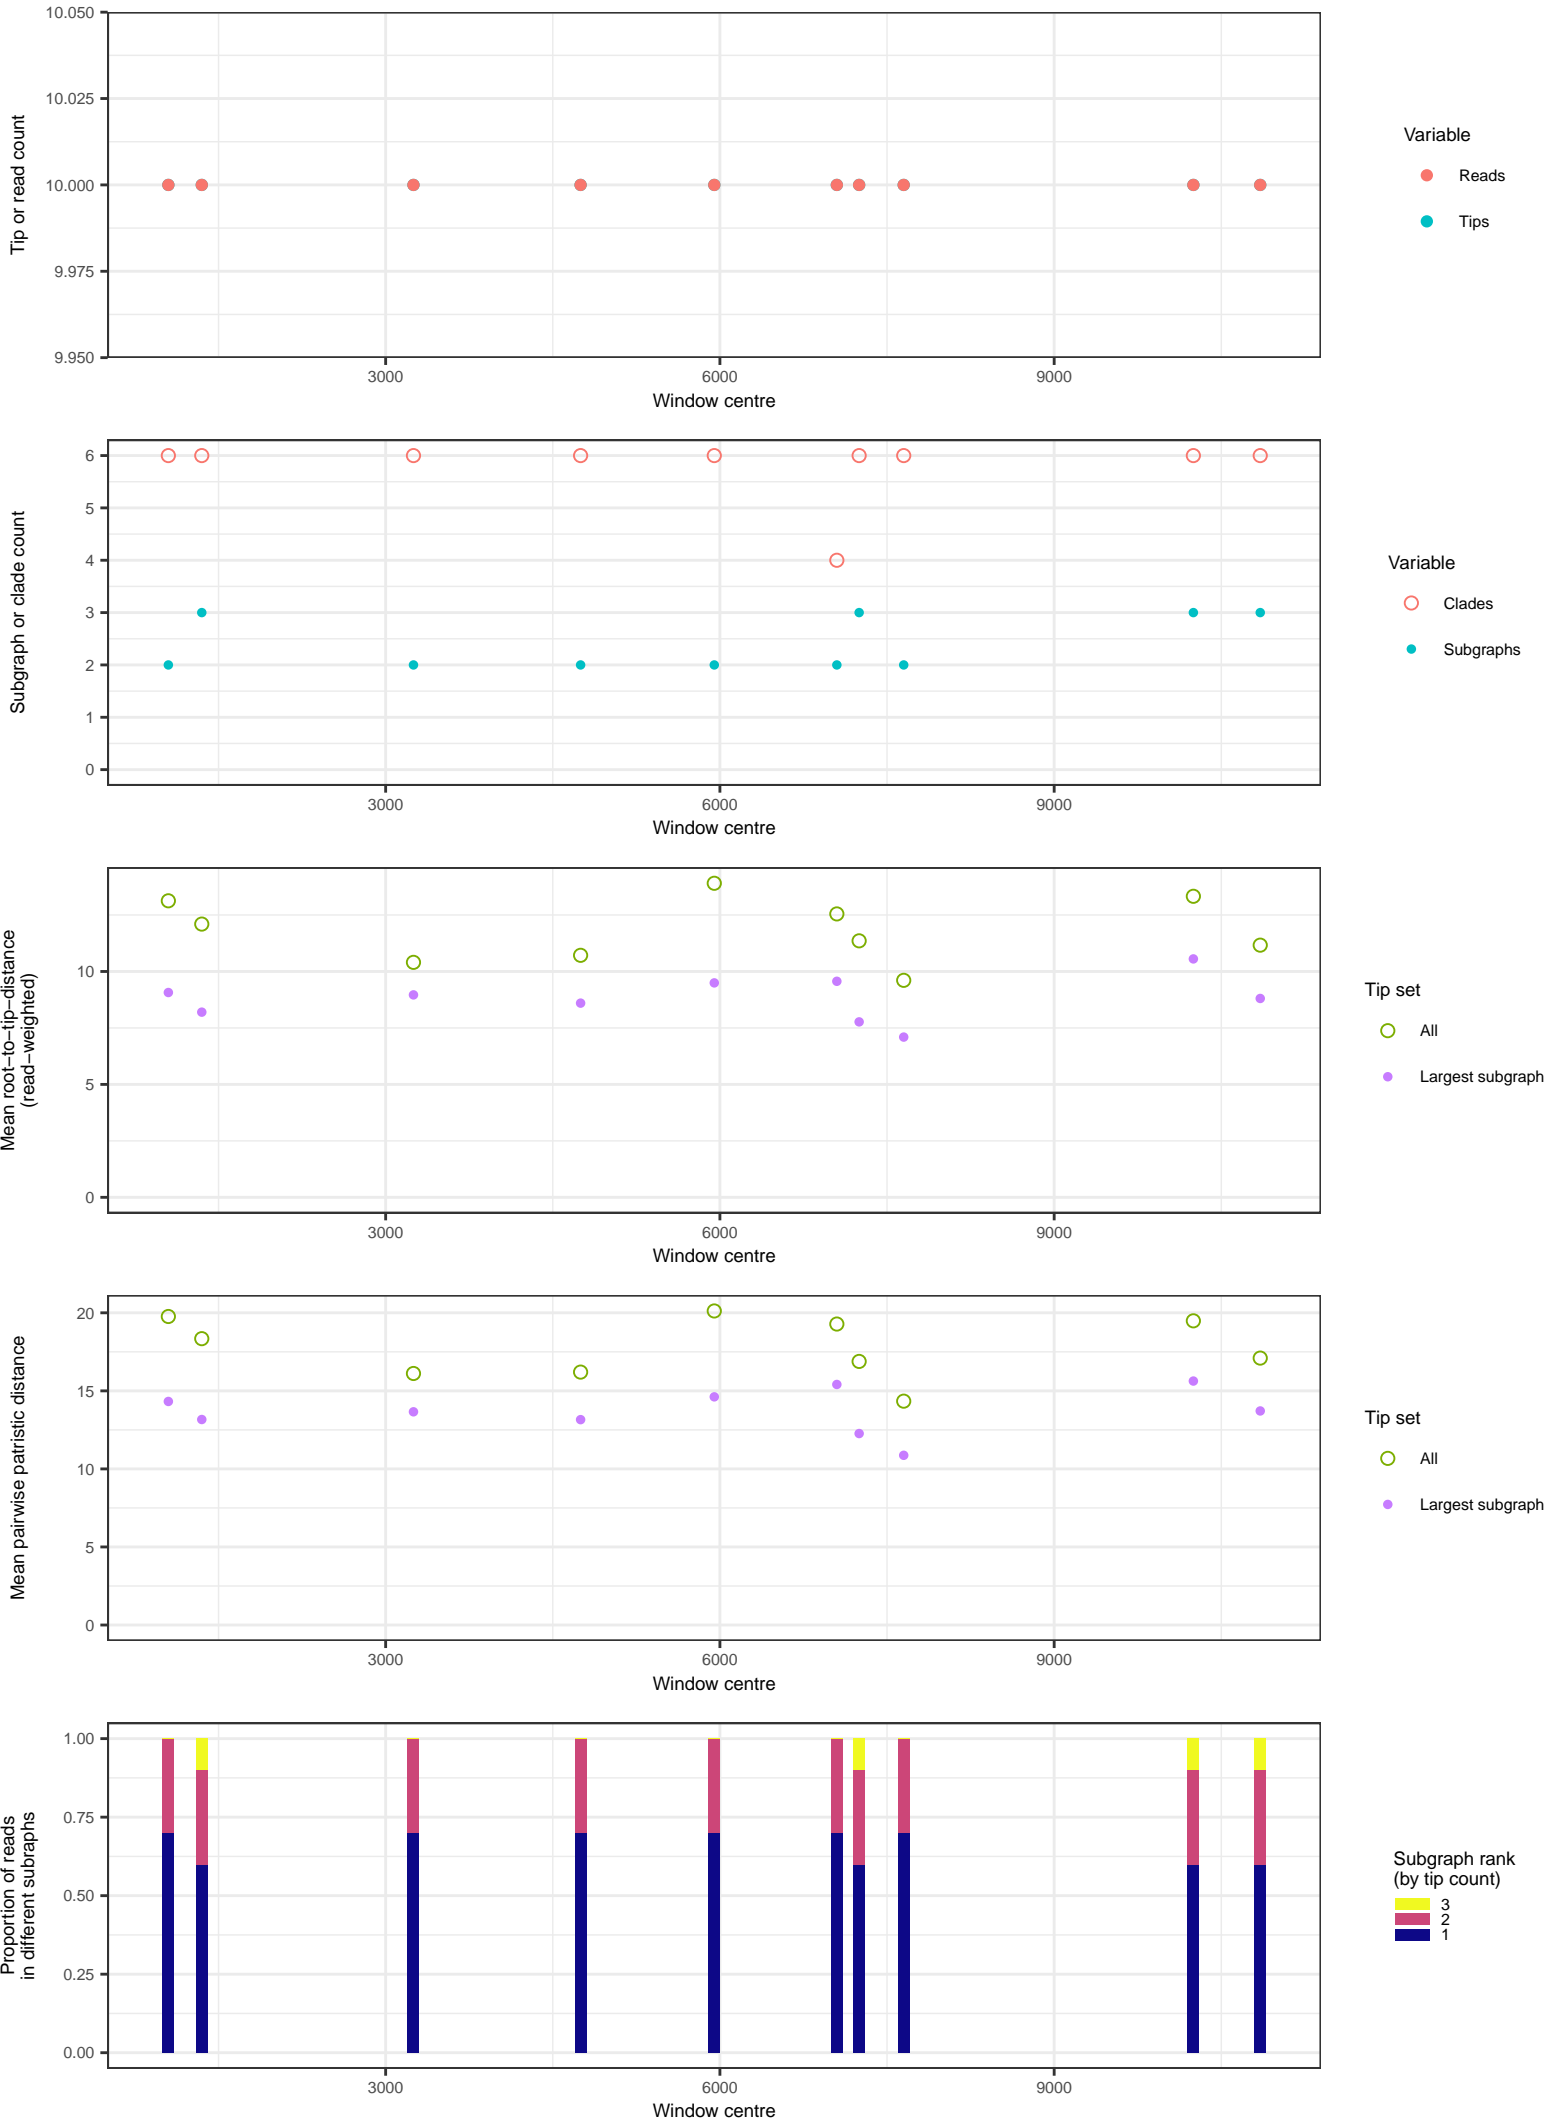 10.050
10.025
10.000
9.975
9.950
Tip or read count
3000
6000
9000
Window centre
Variable
Reads
Tips
6
5
4
3
2
1
0
Subgraph or clade count
3000
6000
9000
Window centre
Variable
Clades
Subgraphs
10
5
0
Mean root−to−tip−distance
(read−weighted)
3000
6000
9000
Window centre
Tip set
All
Largest subgraph
20
15
10
5
0
Mean pairwise patristic distance
3000
6000
9000
Window centre
Tip set
All
Largest subgraph
1.00
0.75
0.50
0.25
0.00
Proportion of reads
in different subraphs
3000
6000
9000
Window centre
Subgraph rank
(by tip count)
3
2
1